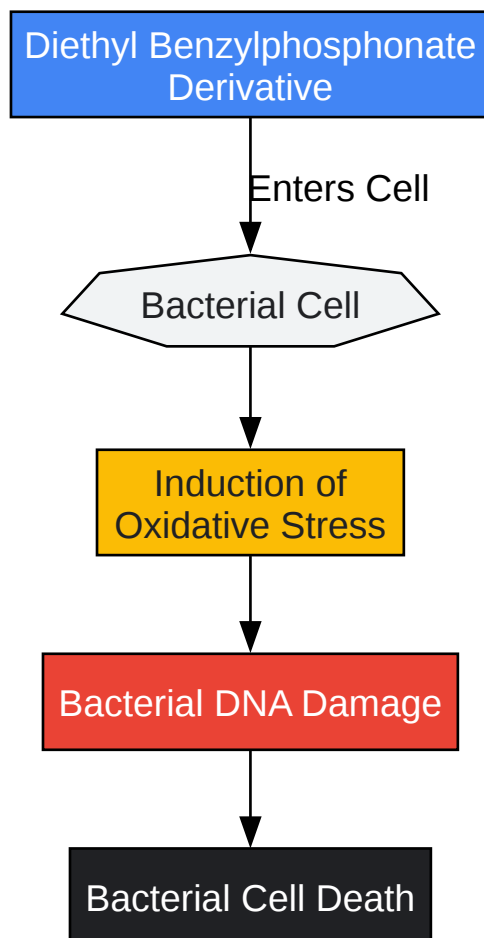 Diethyl Benzylphosphonate
Derivative
Enters Cell
Bacterial Cell
Induction of
Oxidative Stress
Bacterial DNA Damage
Bacterial Cell Death